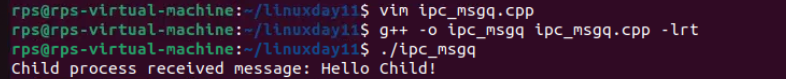 rps@rps-virtual-machine:~/linuxday11$ vim ipc_msgq.cpp
rps@rps-virtual-machine:~/linuxday11$ g++ -o ipc_msgq ipc_msgq.cpp -lrt
rps@rps-virtual-machine:~/linuxday11$ ./ipc_msgq
Child process received message: Hello Child!